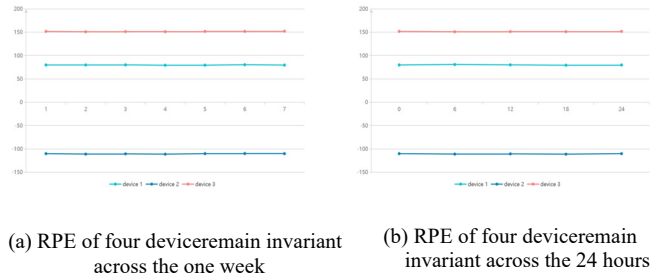 200
150
100
50
0
-50
-100
-150
1 2 3 4 5 6 7
device 1 device 2 device 3
(a) RPE of four deviceremain invariant
across the one week
200
150
100
50
0
-50
-100
-150
0 6 12 18 24
device 1 device 2 device 3
(b) RPE of four deviceremain
invariant across the 24 hours